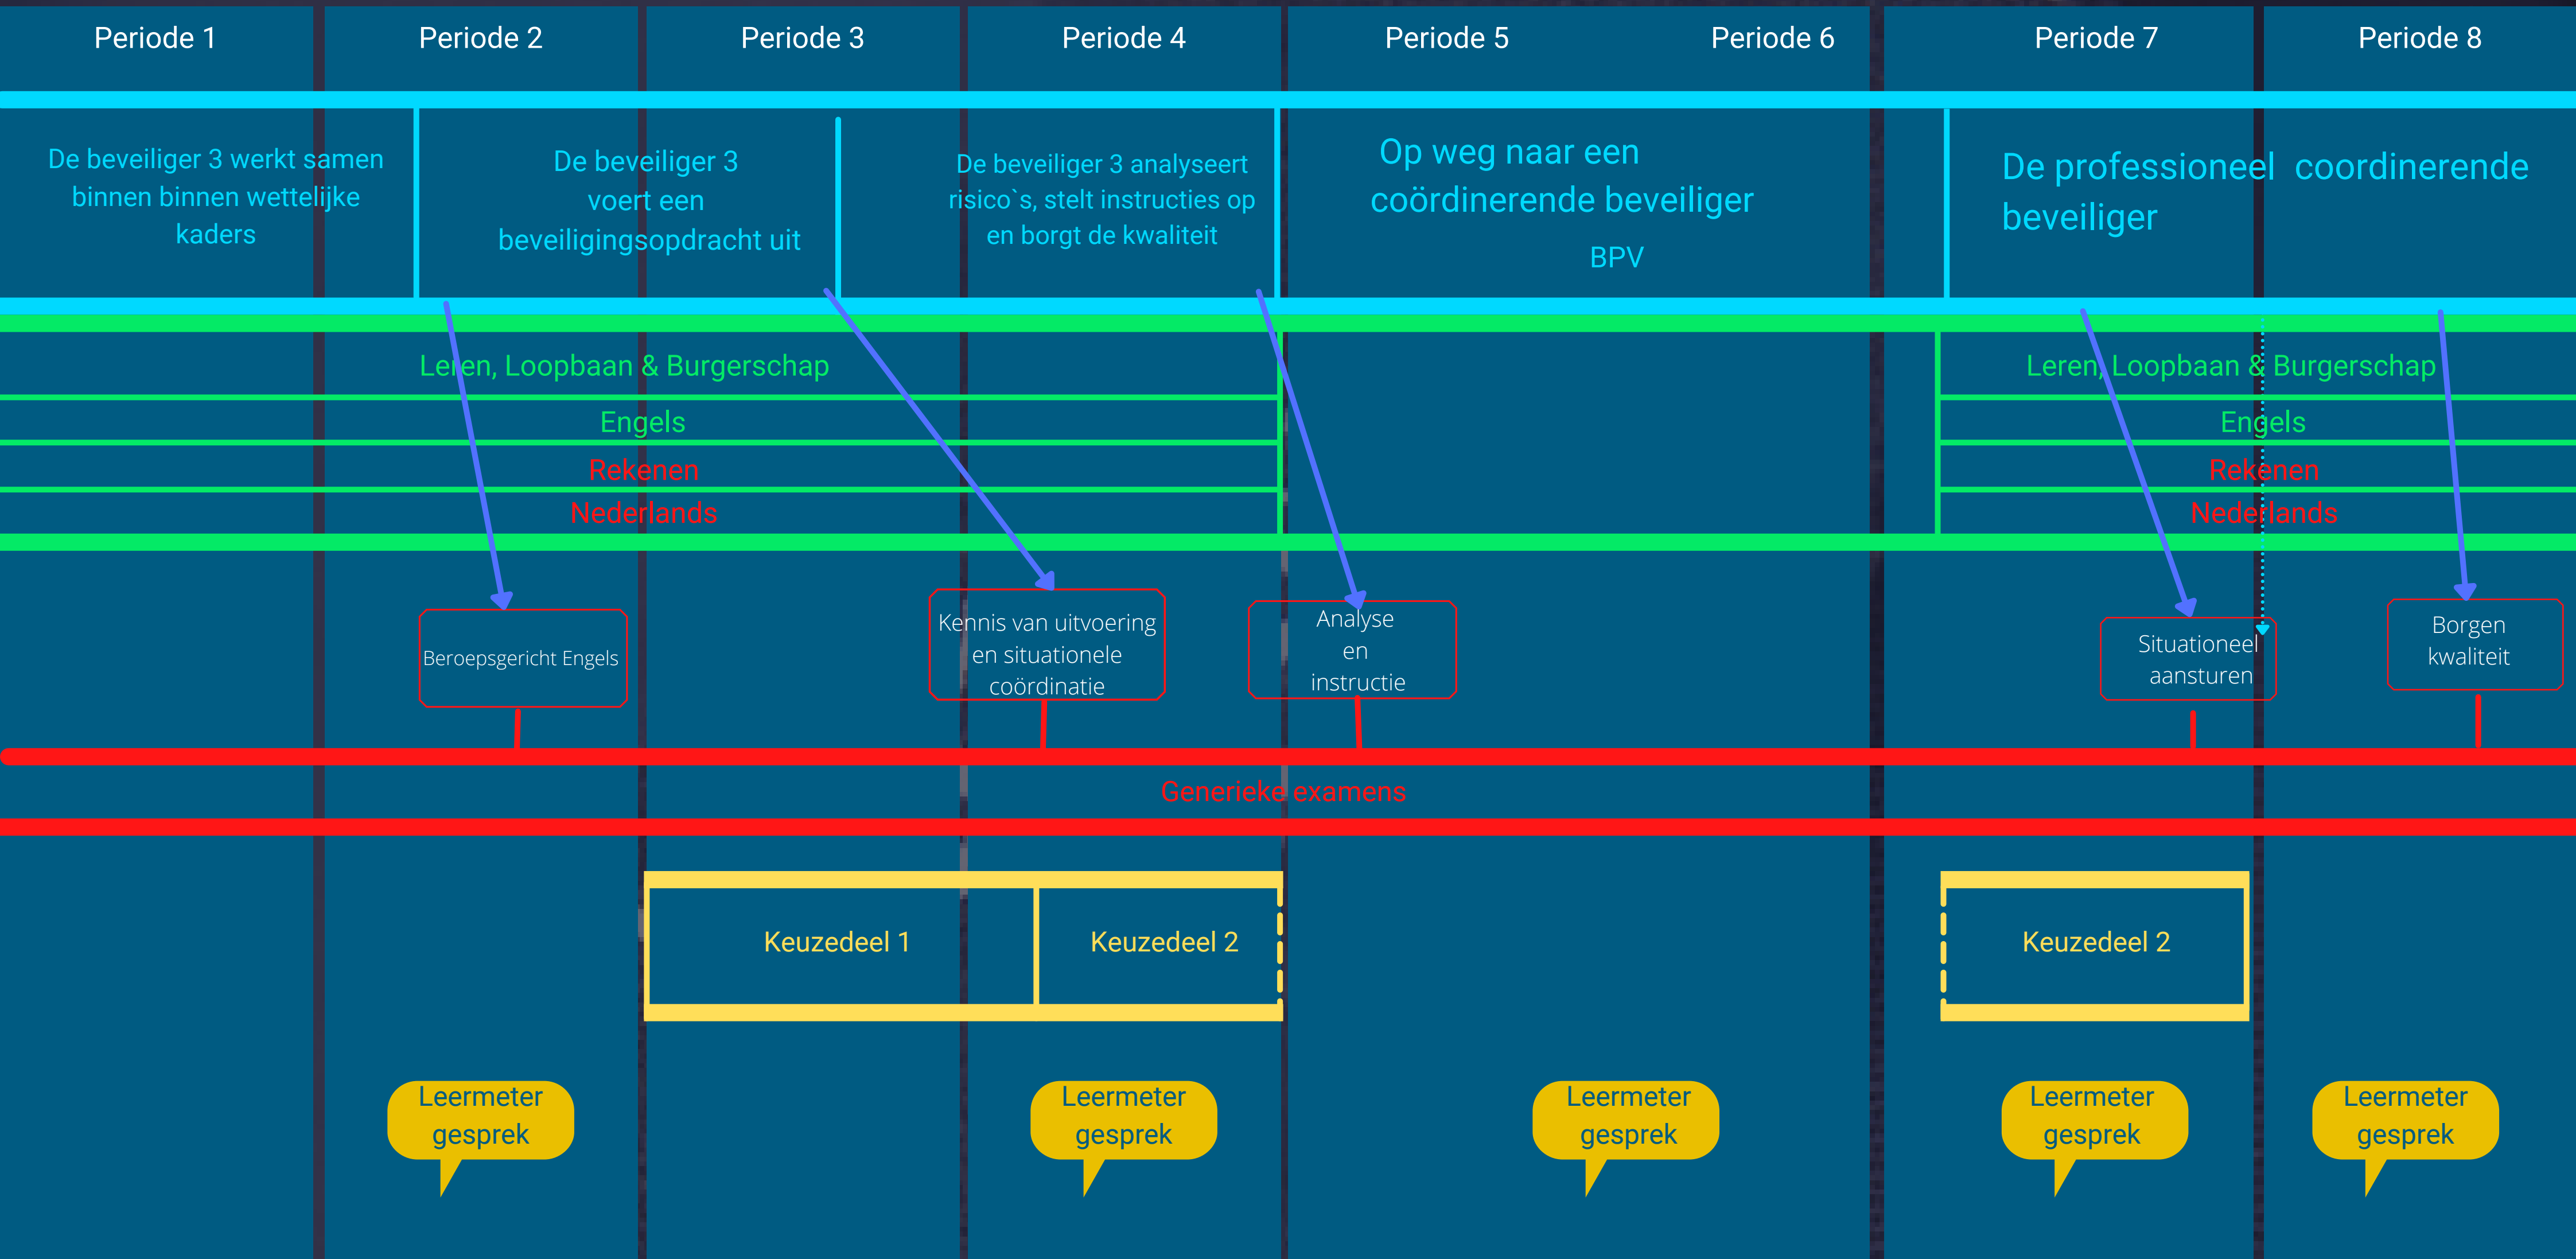 Periode 1
Periode 2
Periode 3
Periode 4
Periode 5
Periode 6
Periode 7
Periode 8
De beveiliger 3 werkt samen
binnen binnen wettelijke
kaders
De beveiliger 3
voert een
beveiligingsopdracht uit
De beveiliger 3 analyseert
risico`s, stelt instructies op
en borgt de kwaliteit
Op weg naar een
coördinerende beveiliger
BPV
De professioneel coordinerende
beveiliger
Leren, Loopbaan & Burgerschap
Engels
Rekenen
Nederlands
Leren, Loopbaan & Burgerschap
Engels
Rekenen
Nederlands
Beroepsgericht Engels
Kennis van uitvoering
en situationele
coördinatie
Analyse
en
instructie
Situationeel
aansturen
Borgen
kwaliteit
Generieke examens
Keuzedeel 1
Keuzedeel 2
Keuzedeel 2
Leermeter
gesprek
Leermeter
gesprek
Leermeter
gesprek
Leermeter
gesprek
Leermeter
gesprek